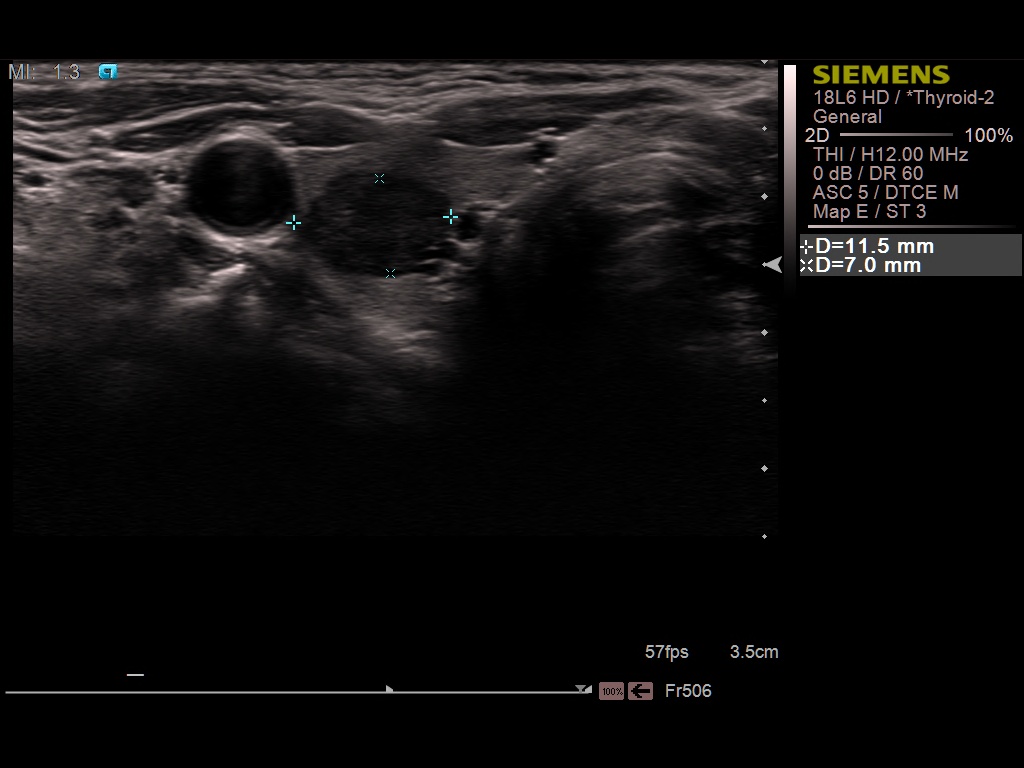 MI: 1.3
SIEMENS
18L6 HD / *Thyroid-2
General
2D 100%
THI / H12.00 MHz
0 dB / DR 60
ASC 5 / DTCE M
Map E / ST 3
D=11.5 mm
D=7.0 mm
57fps 3.5cm
100% Fr506